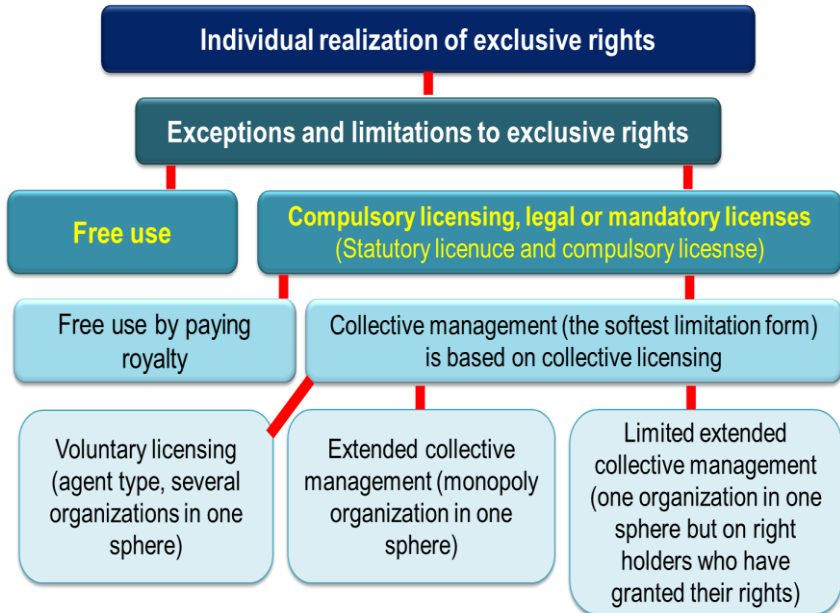 Individual realization of exclusive rights
Exceptions and limitations to exclusive rights
Free use
Compulsory licensing, legal or mandatory licenses
(Statutory licenuce and compulsory licesnse)
Free use by paying
royalty
Collective management (the softest limitation form)
is based on collective licensing
Voluntary licensing
(agent type, several
organizations in one
sphere)
Extended collective
management (monopoly
organization in one
sphere)
Limited extended
collective management
(one organization in one
sphere but on right
holders who have
granted their rights)